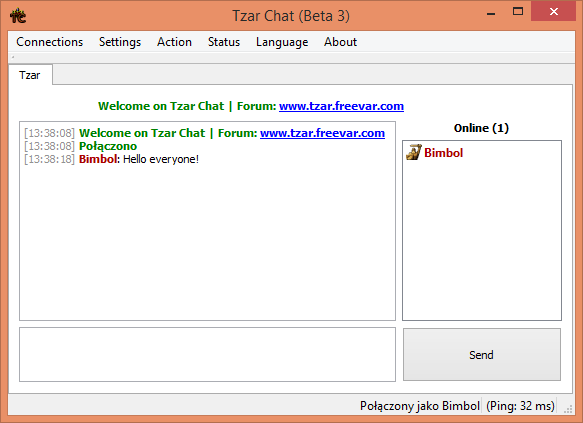 Tzar Chat (Beta 3)
Connections Settings Action Status Language About
Tzar
Welcome on Tzar Chat | Forum: www.tzar.freevar.com
[13:38:08] Welcome on Tzar Chat | Forum: www.tzar.freevar.com
[13:38:08] Połączono
[13:38:18] Bimbol: Hello everyone!
Online (1)
Bimbol
Send
Połączony jako Bimbol (Ping: 32 ms)